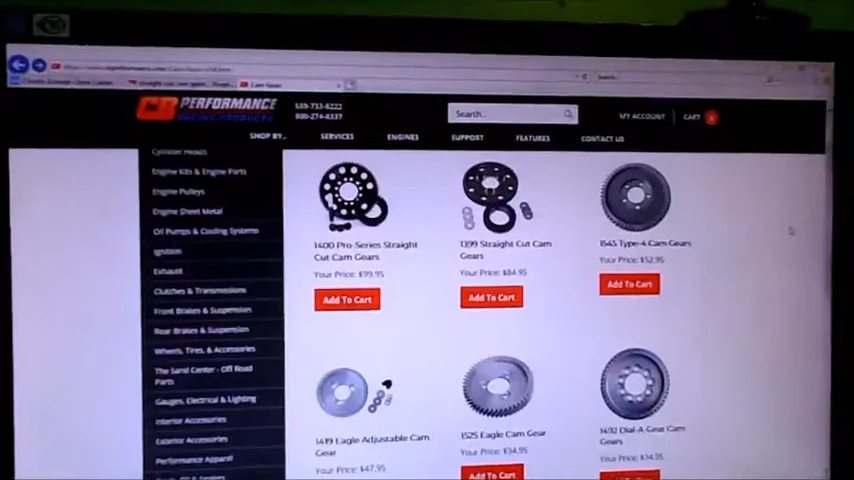 Cam Gears
PERFORMANCE
RACING PRODUCTS
559-733-8222
800-274-8337
Search..
MY ACCOUNT
CART
SHOP BY..
SERVICES
ENGINES
SUPPORT
FEATURES
CONTACT US
Cylinder Heads
Engine Kits & Engine Parts
Engine Pulleys
Engine Sheet Metal
Oil Pumps & Cooling Systems
Ignition
Exhaust
Clutches & Transmissions
Front Brakes & Suspension
Rear Brakes & Suspension
Wheels, Tires, & Accessories
The Sand Center - Off Road
Parts
Gauges, Electrical & Lighting
Interior Accessories
Exterior Accessories
Performance Apparel
1400 Pro-Series Straight
Cut Cam Gears
Your Price: $99.95
Add To Cart
1399 Straight Cut Cam
Gears
Your Price: $84.95
Add To Cart
1545 Type-4 Cam Gears
Your Price: $52.95
Add To Cart
1419 Eagle Adjustable Cam
Gear
Your Price: $47.95
1525 Eagle Cam Gear
Your Price: $34.95
Add To Cart
1492 Dial-A Gear Cam
Gears
Your Price: $34.95